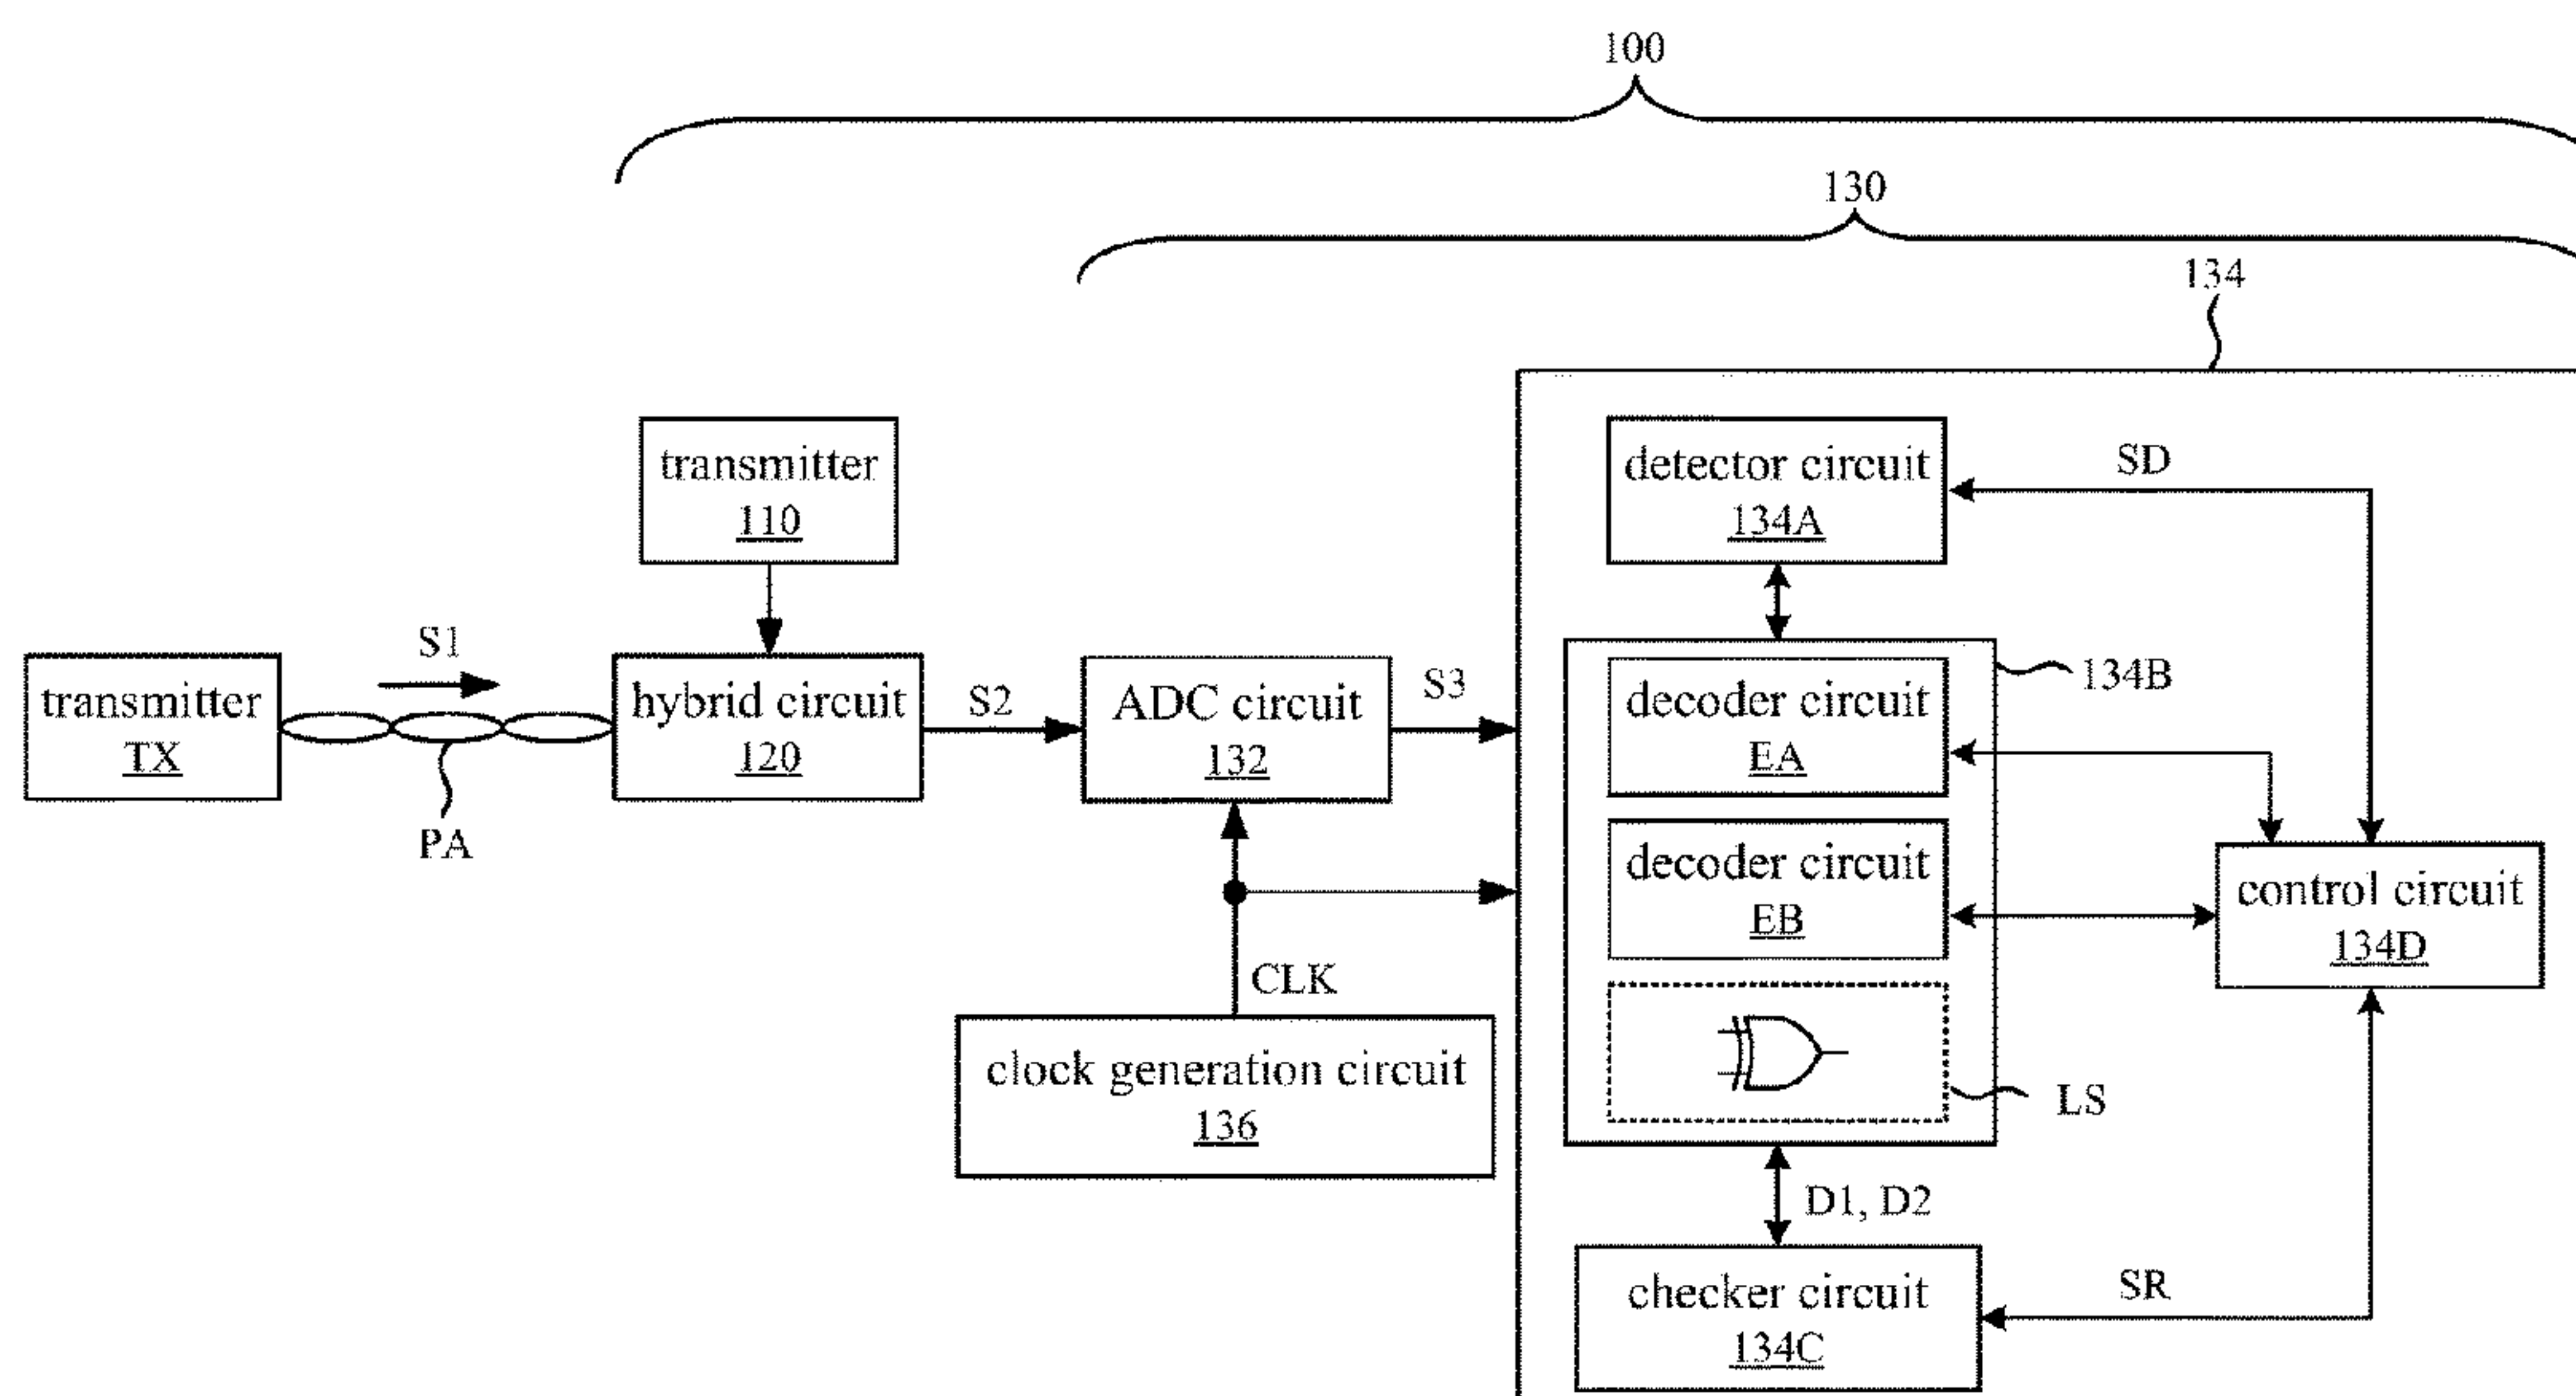 100
130
134
transmitter
110
detector circuit
134A
SD
S1
transmitter
TX
PA
hybrid circuit
120
S2
ADC circuit
132
S3
134B
decoder circuit
EA
decoder circuit
EB
control circuit
134D
CLK
clock generation circuit
136
LS
D1, D2
checker circuit
134C
SR